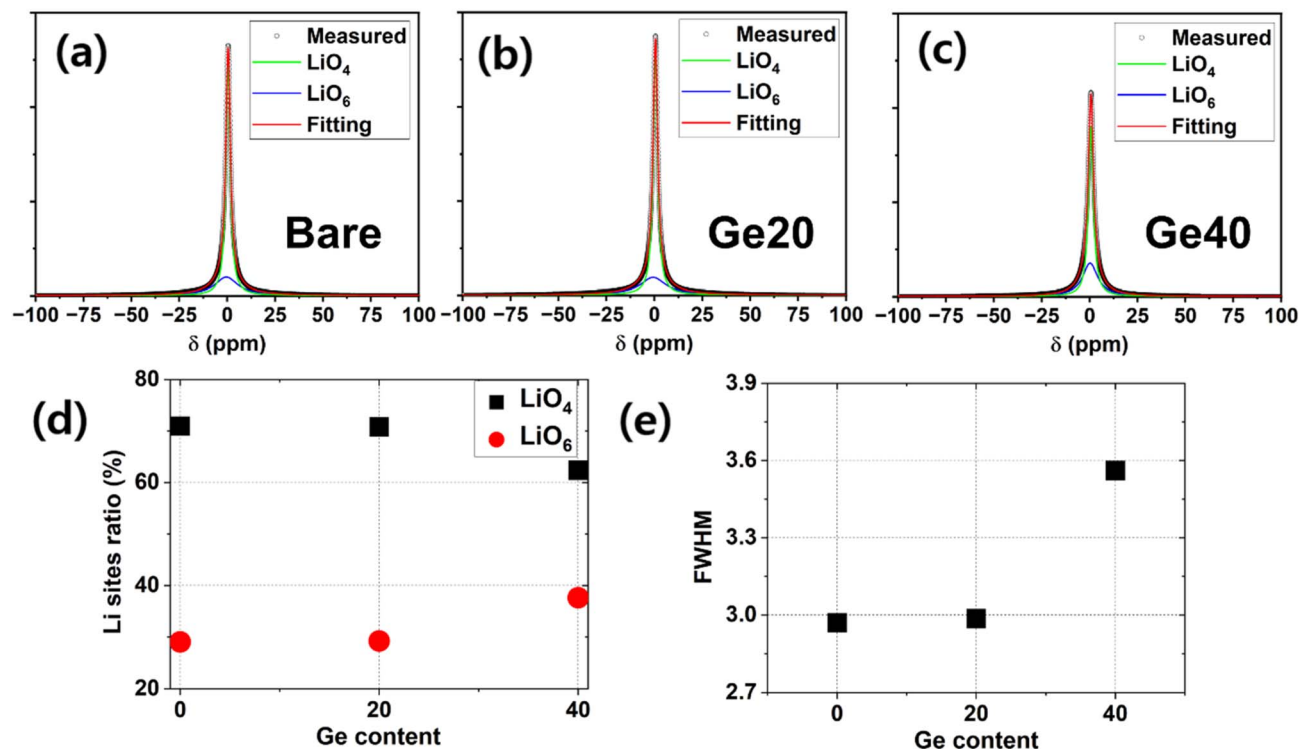 (a)
Measured
LiO₄
LiO₆
Fitting
Bare
−100 −75 −50 −25 0 25 50 75 100
δ (ppm)
(b)
Measured
LiO₄
LiO₆
Fitting
Ge20
−100 −75 −50 −25 0 25 50 75 100
δ (ppm)
(c)
Measured
LiO₄
LiO₆
Fitting
Ge40
−100 −75 −50 −25 0 25 50 75 100
δ (ppm)
(d)
Li sites ratio (%)
80
60
40
20
LiO₄
LiO₆
0 20 40
Ge content
(e)
FWHM
3.9
3.6
3.3
3.0
2.7
0 20 40
Ge content